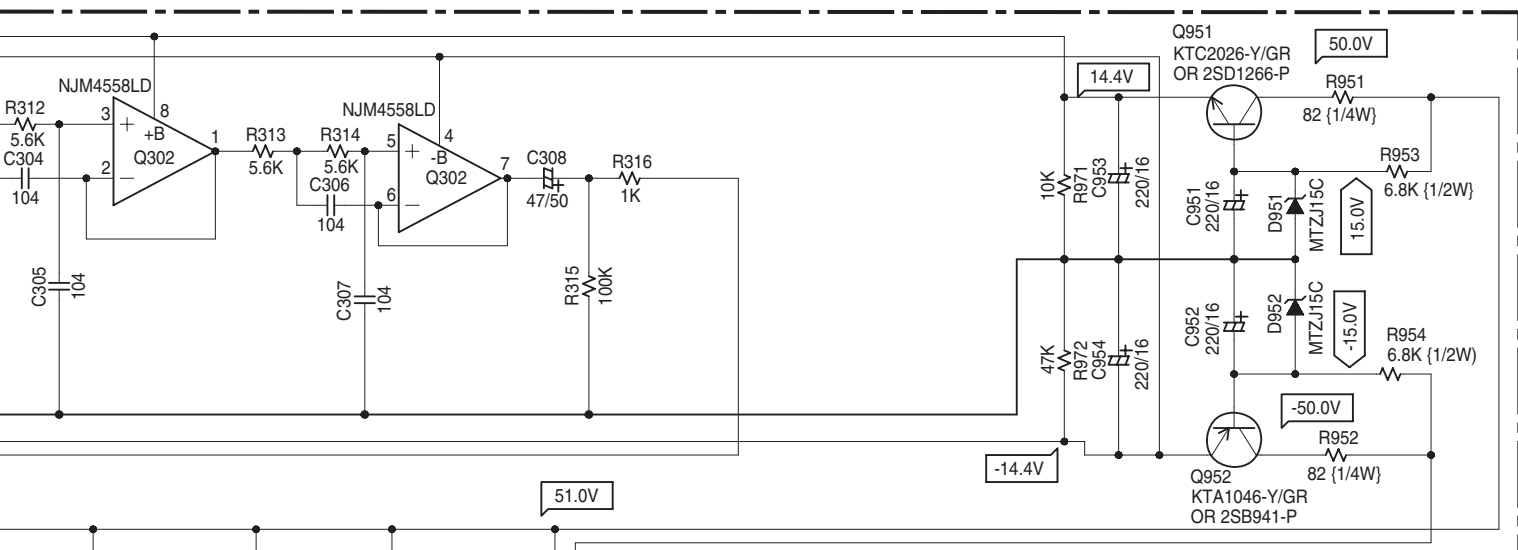 Q951
KTC2026-Y/GR
OR 2SD1266-P
50.0V
14.4V
R951
82 {1/4W}
NJM4558LD
NJM4558LD
R312
5.6K
C304
104
3
8
+B
Q302
2
1
R313
5.6K
R314
5.6K
C306
104
5
4
-B
Q302
6
7
C308
47/50
R316
1K
10K
R971
C953
220/16
C951
220/16
D951
MTZJ15C
15.0V
R953
6.8K {1/2W}
C305
104
C307
104
R315
100K
47K
R972
C954
220/16
C952
220/16
D952
MTZJ15C
-15.0V
R954
6.8K {1/2W)
-50.0V
R952
82 {1/4W}
-14.4V
Q952
KTA1046-Y/GR
OR 2SB941-P
51.0V